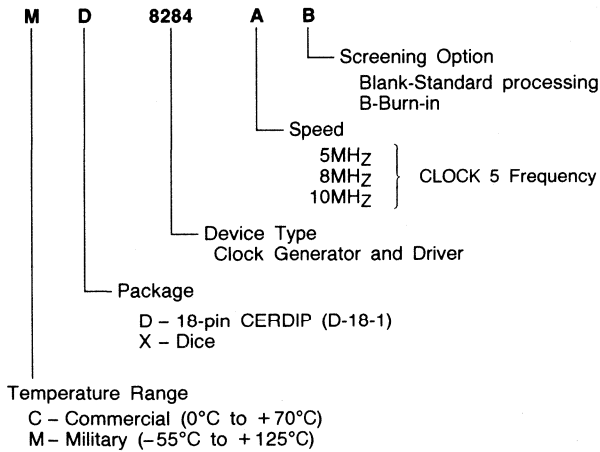 M D 8284 A B
Screening Option
Blank-Standard processing
B-Burn-in
Speed
5MHZ
8MHZ
10MHZ
CLOCK 5 Frequency
Device Type
Clock Generator and Driver
Package
D – 18-pin CERDIP (D-18-1)
X – Dice
Temperature Range
C – Commercial (0°C to +70°C)
M – Military (–55°C to +125°C)